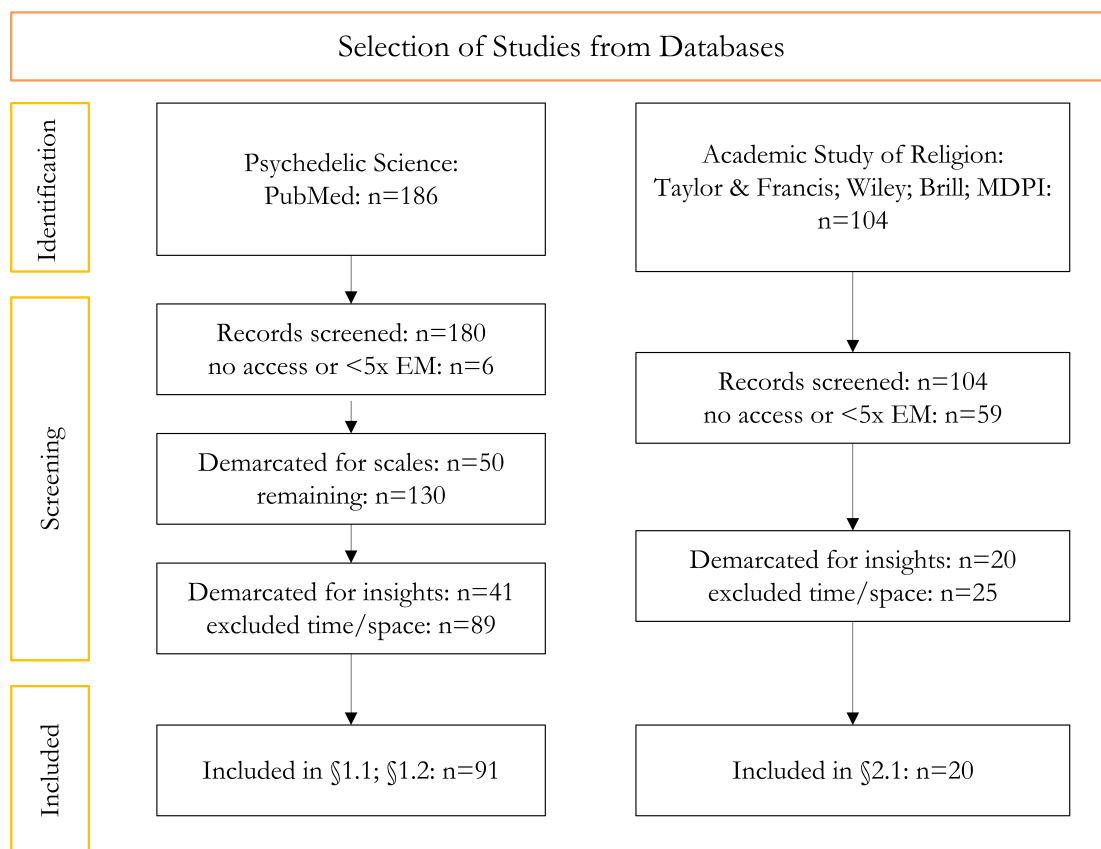 Selection of Studies from Databases
Identification
Psychedelic Science:
PubMed: n=186
Academic Study of Religion:
Taylor & Francis; Wiley; Brill; MDPI:
n=104
Screening
Records screened: n=180
no access or <5x EM: n=6
Records screened: n=104
no access or <5x EM: n=59
Demarcated for scales: n=50
remaining: n=130
Demarcated for insights: n=41
excluded time/space: n=89
Demarcated for insights: n=20
excluded time/space: n=25
Included
Included in §1.1; §1.2: n=91
Included in §2.1: n=20